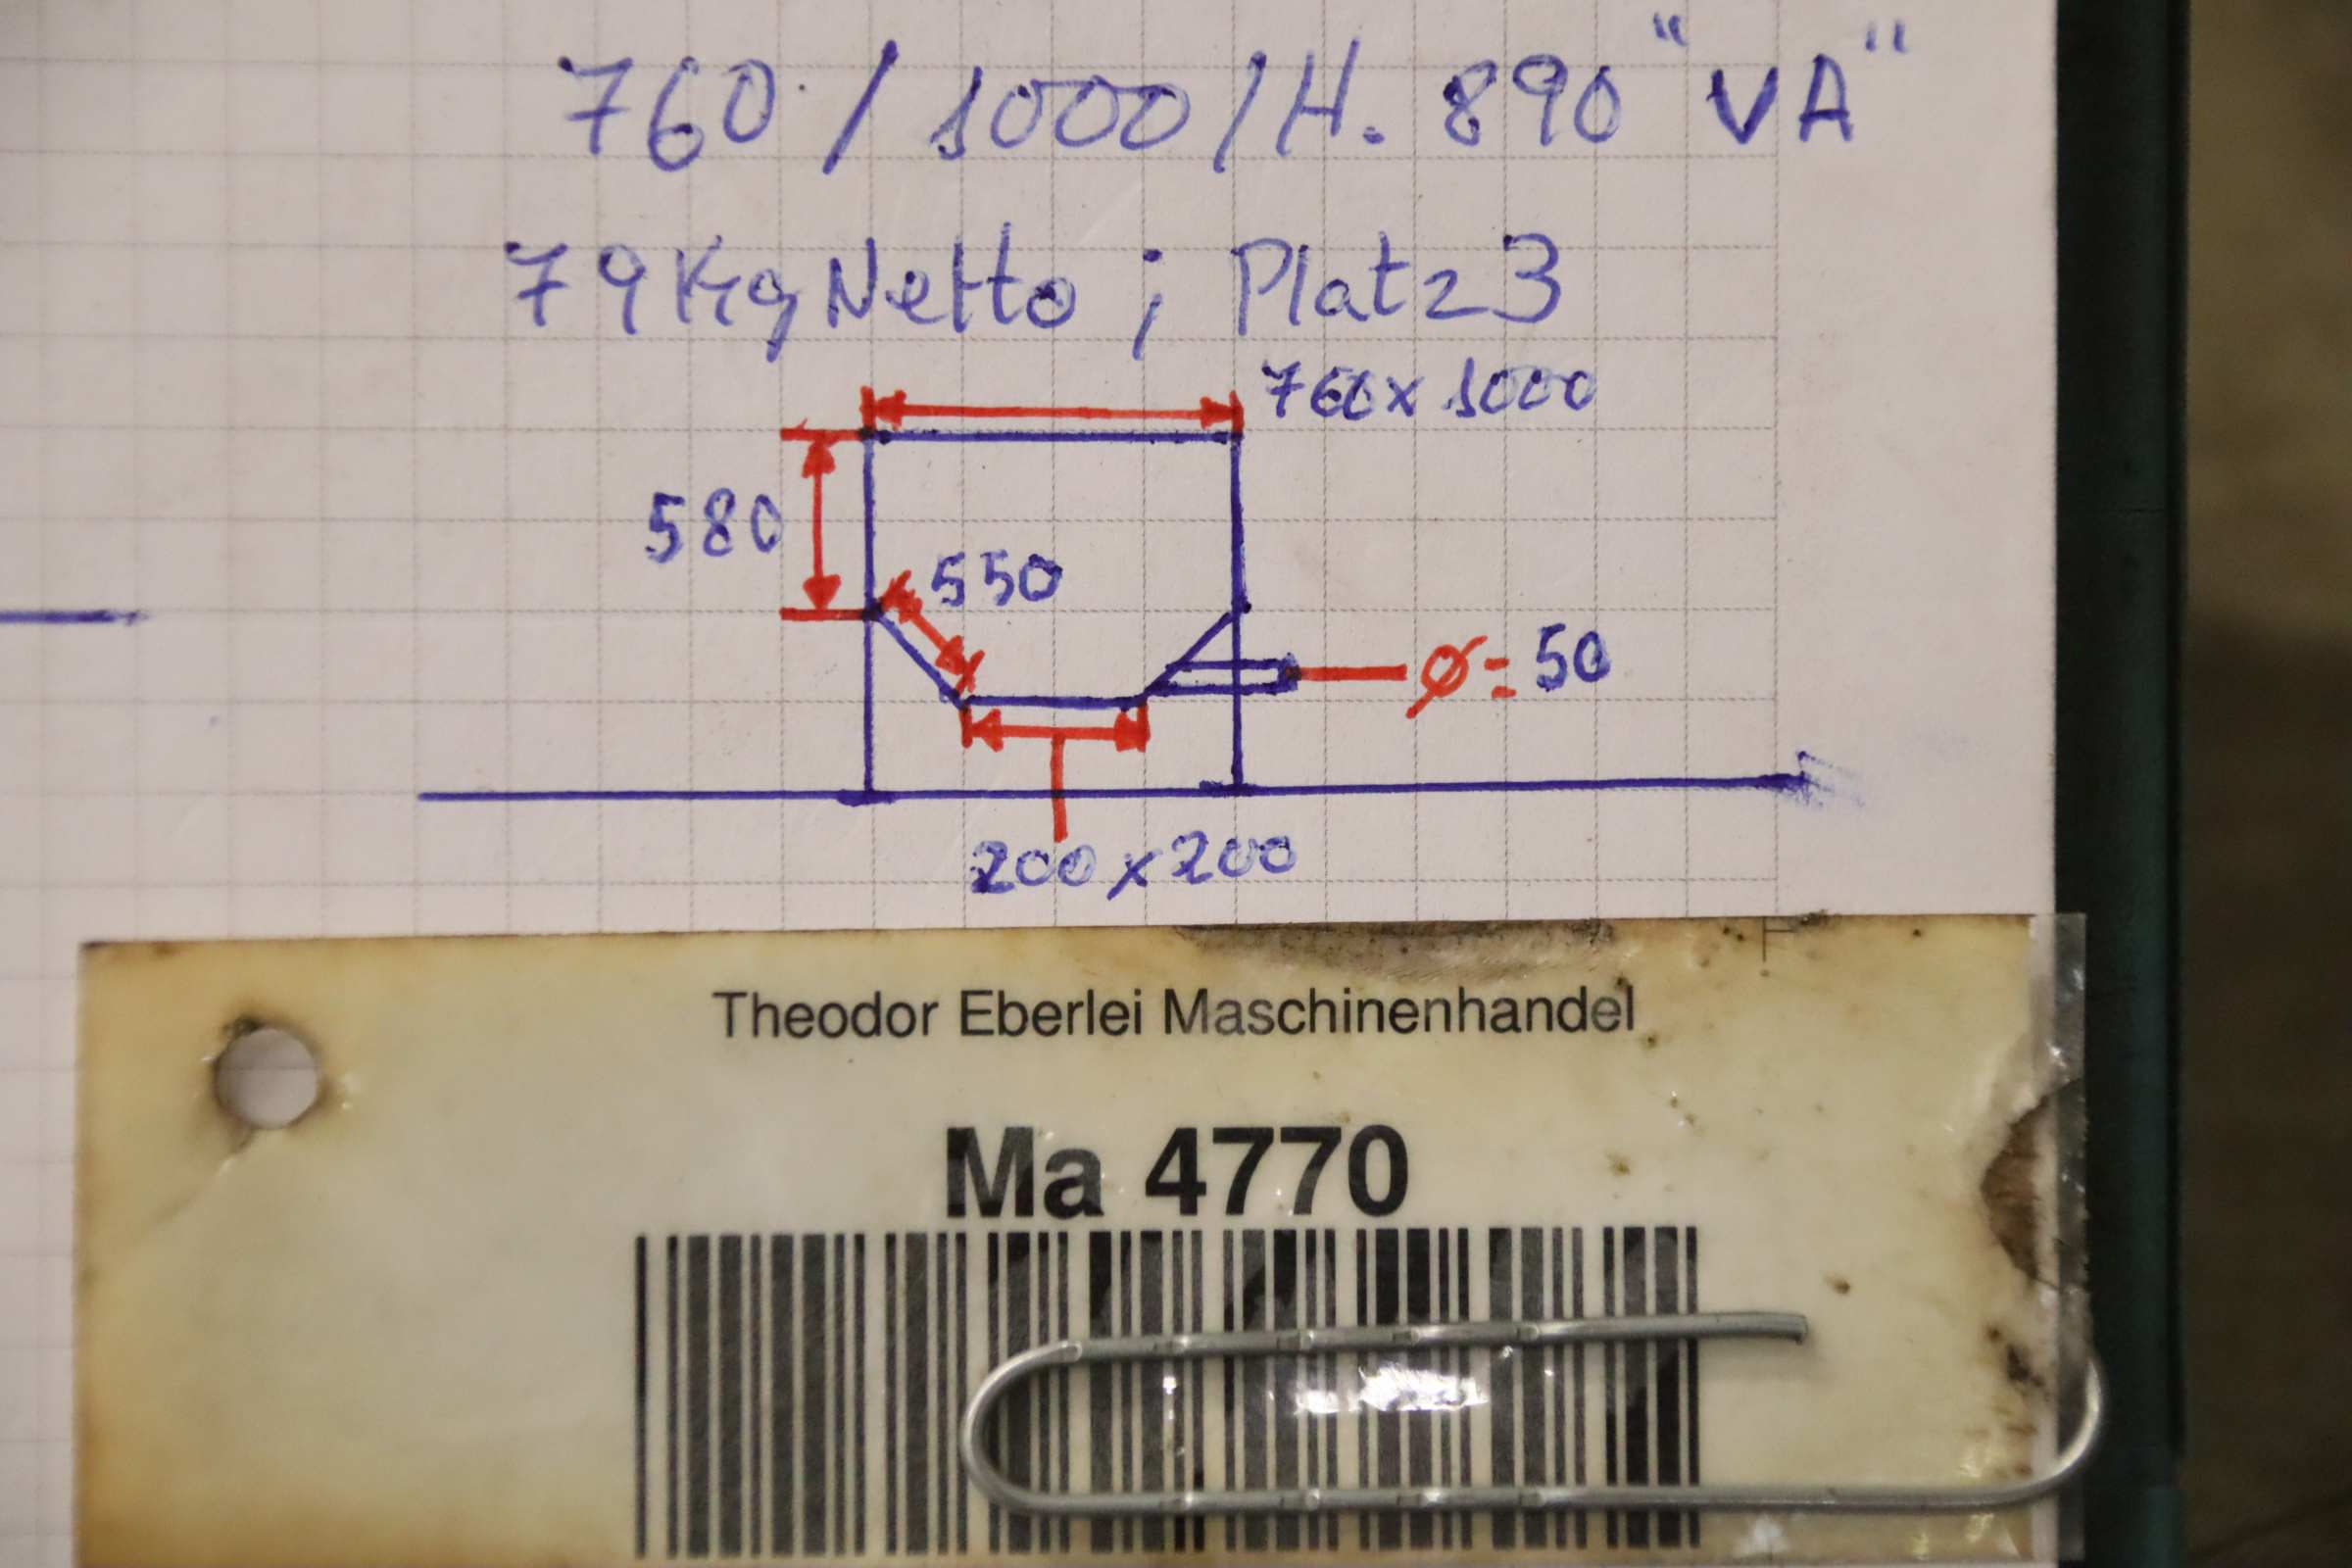 760 / 1000 / H. 890 "VA"
79 Kg Netto ; Platz 3
760 x 1000
580
550
ø = 50
200 x 200
Theodor Eberlei Maschinenhandel
Ma 4770